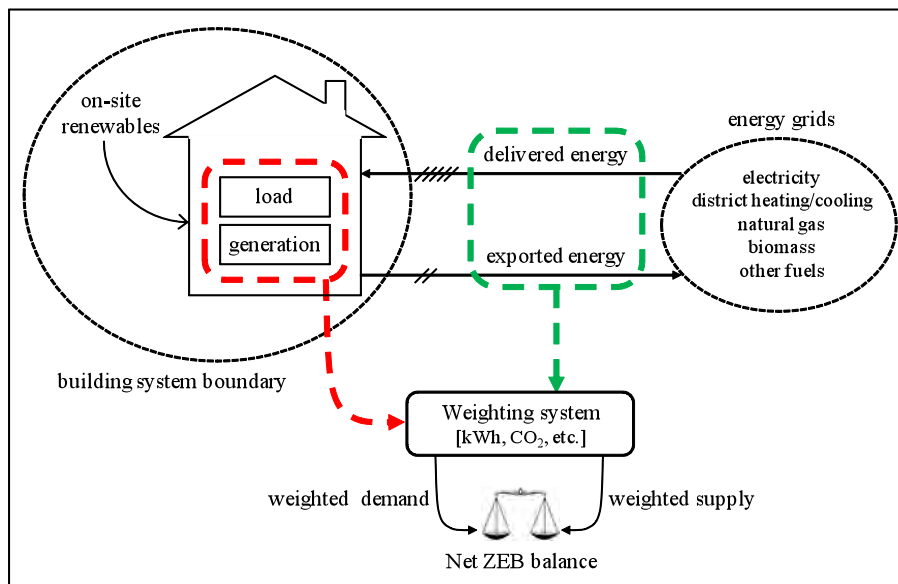 on-site
renewables
load
generation
building system boundary
delivered energy
exported energy
energy grids
electricity
district heating/cooling
natural gas
biomass
other fuels
Weighting system
[kWh, CO₂, etc.]
weighted demand
weighted supply
Net ZEB balance